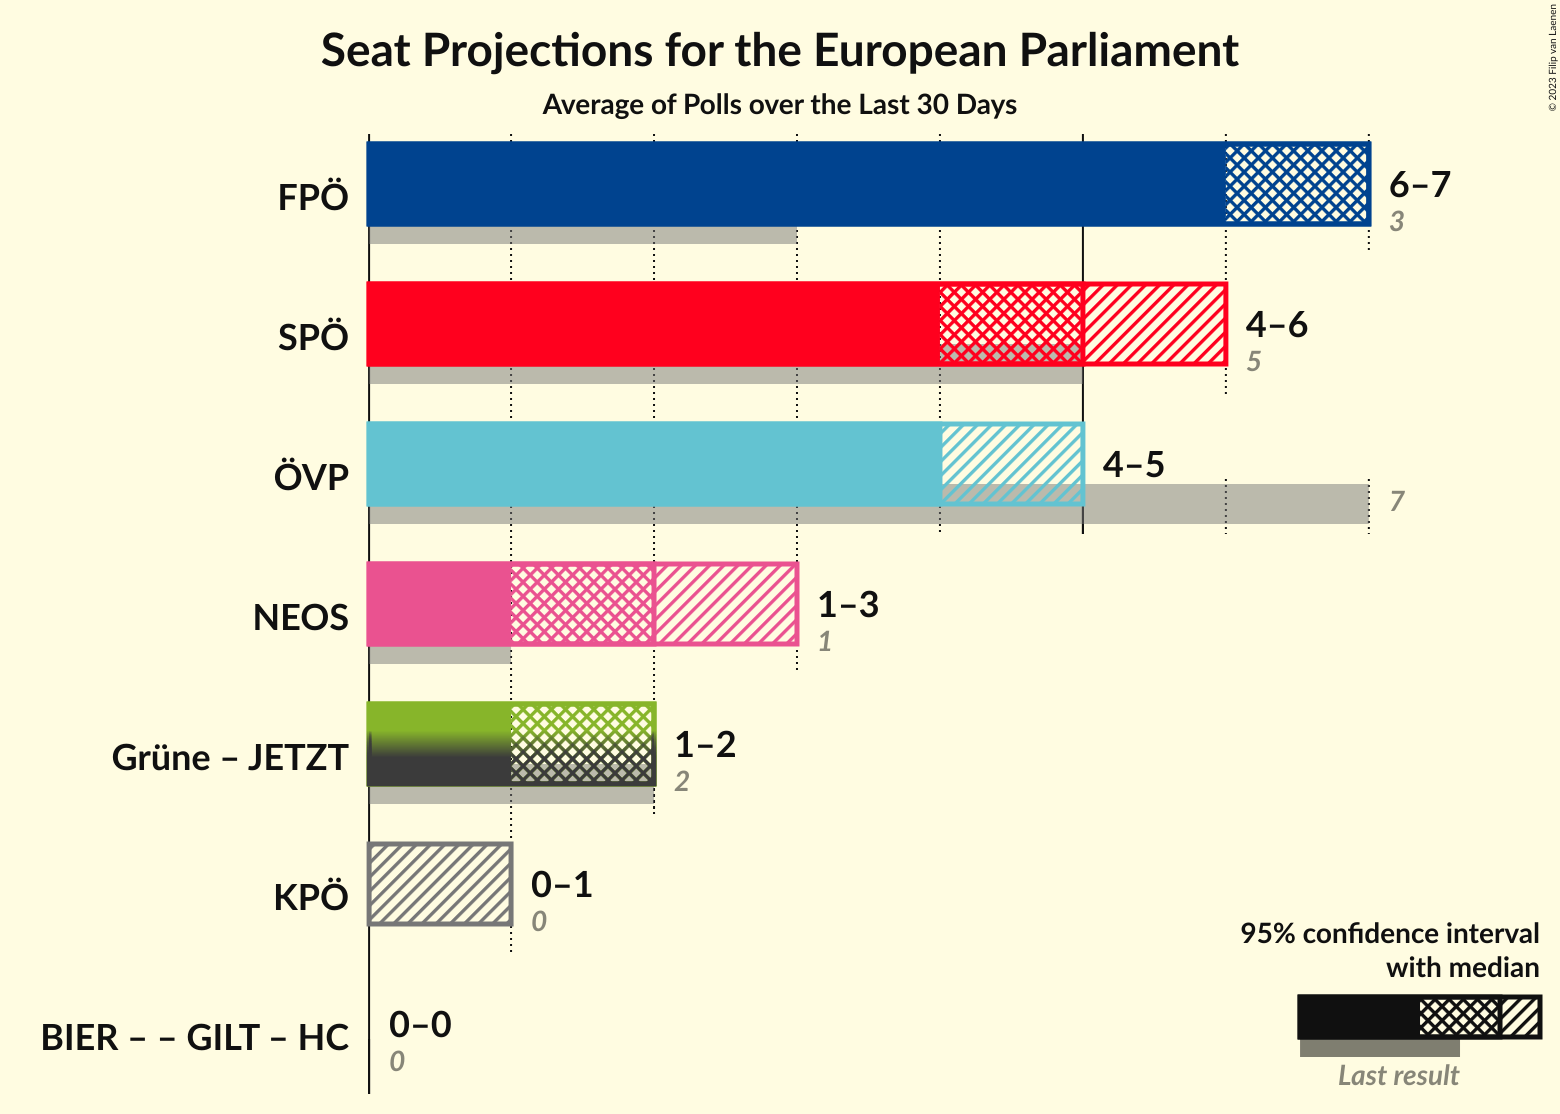 Seat Projections for the European Parliament
Average of Polls over the Last 30 Days
© 2023 Filip van Laenen
FPÖ
6–7
3
SPÖ
4–6
5
ÖVP
4–5
7
NEOS
1–3
1
Grüne – JETZT
1–2
2
KPÖ
0–1
0
BIER – – GILT – HC
0–0
0
95% confidence interval
with median
Last result